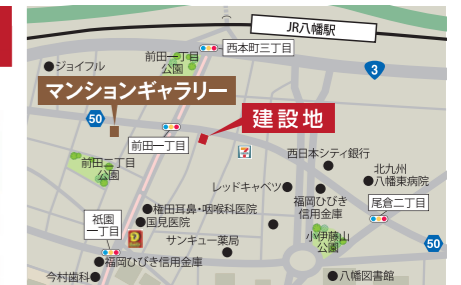 JR八幡駅
西本町三丁目
前田一丁目
公園
ジョイフル
3
マンションギャラリー
50
建設地
前田一丁目
7
西日本シティ銀行
前田二丁目
公園
北九州
八幡東病院
レッドキャベツ
福岡ひびき
信用金庫
尾倉二丁目
権田耳鼻・咽喉科医院
国見医院
祇園
一丁目
サンキュー薬局
小伊藤山
公園
50
福岡ひびき信用金庫
今村歯科
八幡図書館